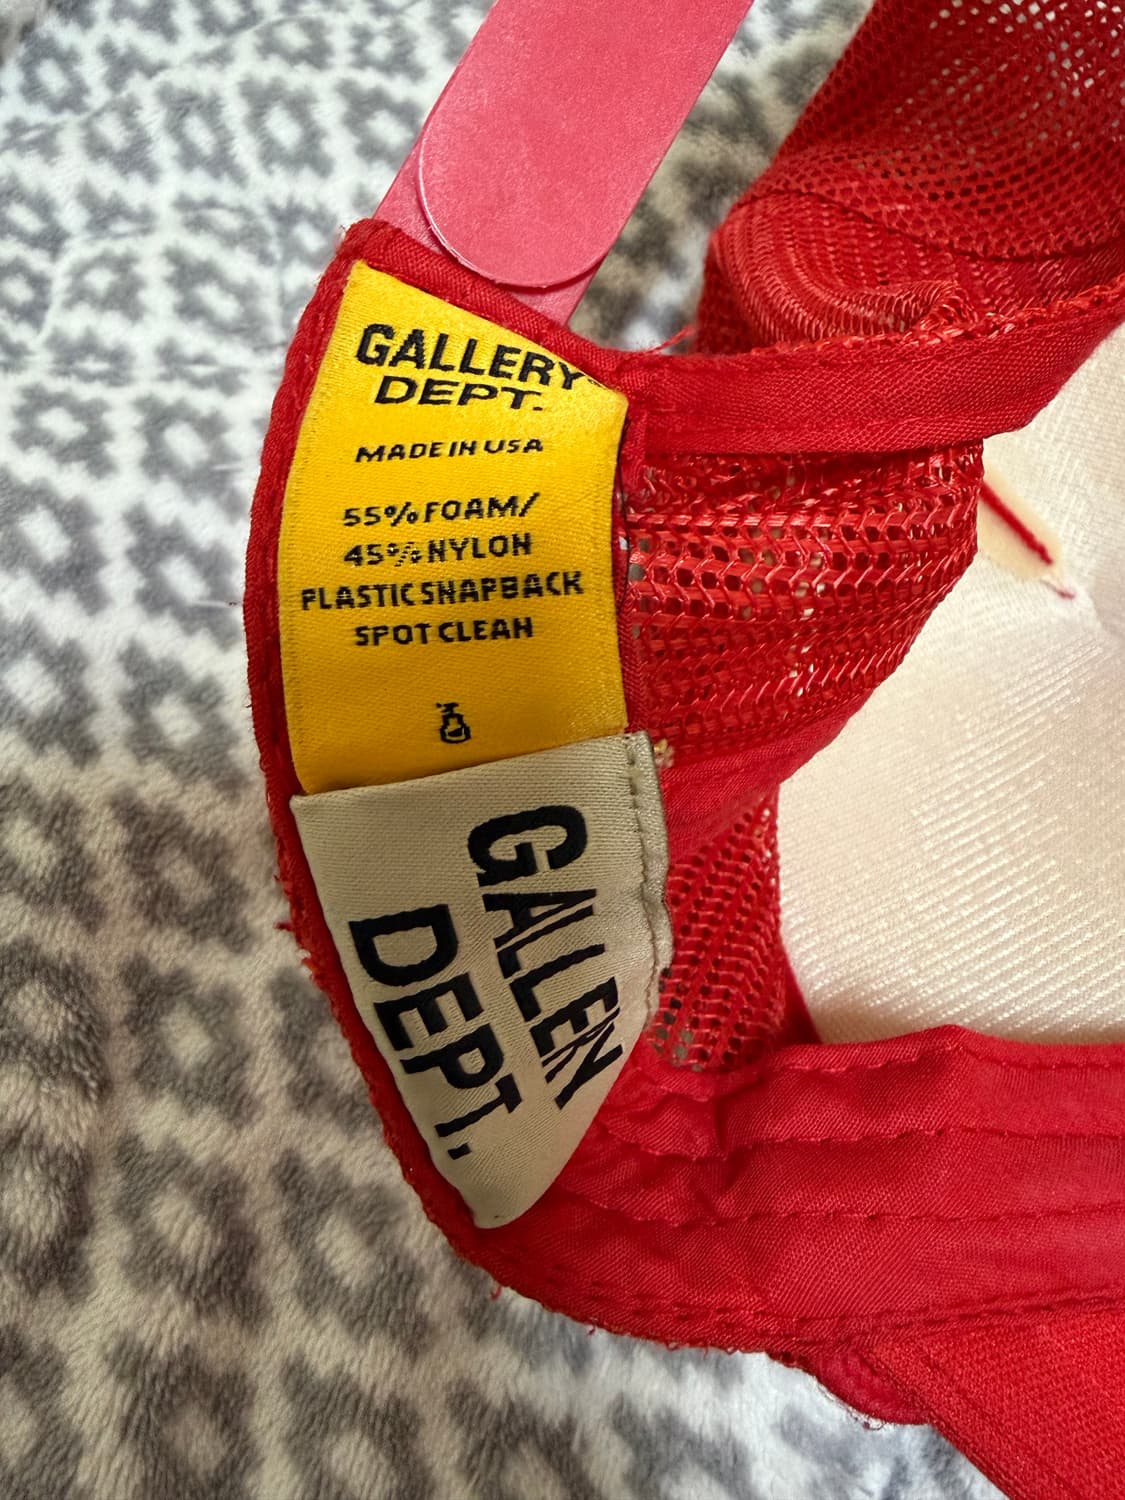 GALLERY
DEPT.
MADE IN USA
55% FOAM/
45% NYLON
PLASTIC SNAPBACK
SPOT CLEAN
GALLERY
DEPT.